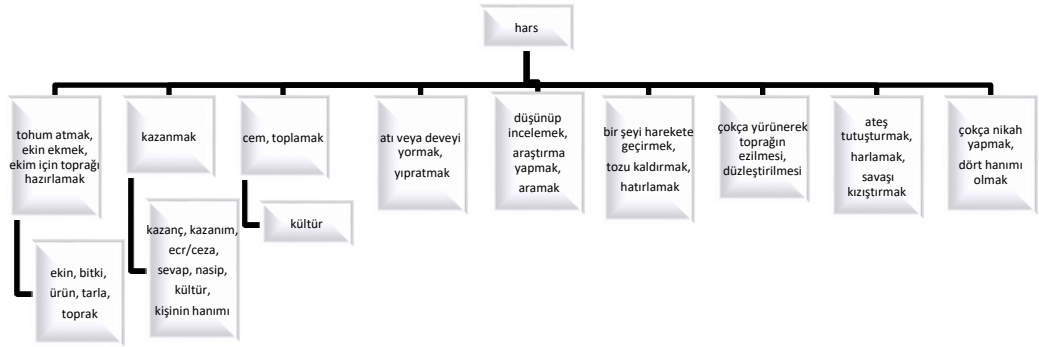 hars
tohum atmak,
ekin ekmek,
ekim için toprağı
hazırlamak
kazanmak
cem, toplamak
atı veya deveyi
yormak,
yıpratmak
düşünüp
incelemek,
araştırma
yapmak,
aramak
bir şeyi harekete
geçirmek,
tozu kaldırmak,
hatırlamak
çokça yürünerek
toprağın
ezilmesi,
düzleştirilmesi
ateş
tutuşturmak,
harlamak,
savaşı
kızıştırmak
çokça nikah
yapmak,
dört hanımı
olmak
ekin, bitki,
ürün, tarla,
toprak
kazanç, kazanım,
ecr/ceza,
sevap, nasip,
kültür,
kişinin hanımı
kültür